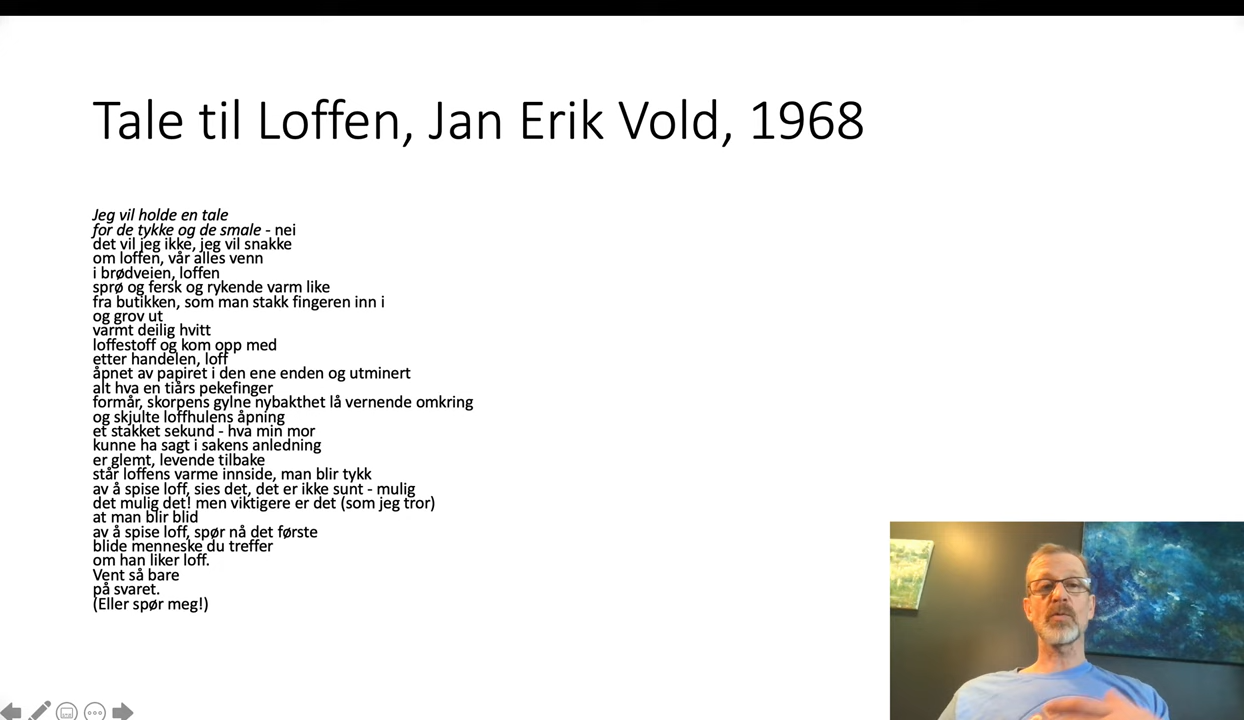 Tale til Loffen, Jan Erik Vold, 1968
Jeg vil holde en tale
for de tykke og de smale - nei
det vil jeg ikke, jeg vil snakke
om loffen, vår alles venn
i brødveien, loffen
sprø og fersk og rykende varm like
fra butikken, som man stakk fingeren inn i
og grov ut
varmt deilig hvitt
loffestoff og kom opp med
etter handelen, loff
åpnet av papiret i den ene enden og utminert
alt hva en tiårs pekefinger
formår, skorpens gylne nybakthet lå vernende omkring
og skjulte loffhulens åpning
et stakket sekund - hva min mor
kunne ha sagt i sakens anledning
er glemt, levende tilbake
står loffens varme innside, man blir tykk
av å spise loff, sies det, det er ikke sunt - mulig
det mulig det! men viktigere er det (som jeg tror)
at man blir blid
av å spise loff, spør nå det første
blide menneske du treffer
om han liker loff.
Vent så bare
på svaret.
(Eller spør meg!)